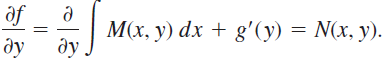 ∂f/∂y = ∂/∂y ∫ M(x, y) dx + g′(y) = N(x, y).